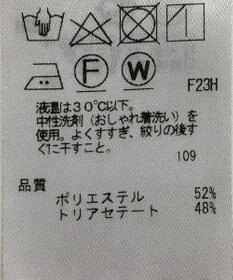 F W
F23H
液温は30℃以下。
中性洗剤(おしゃれ着洗い)を
使用。よくすすぎ、絞りの後す
ぐに干すこと。
109
品質
ポリエステル 52%
トリアセテート 48%